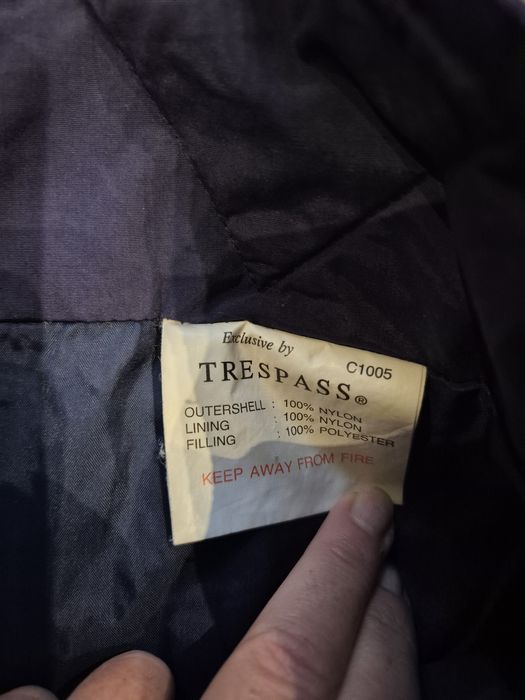 Exclusive by
C1005
TRESPASS®
OUTERSHELL : 100% NYLON
LINING : 100% NYLON
FILLING : 100% POLYESTER
KEEP AWAY FROM FIRE